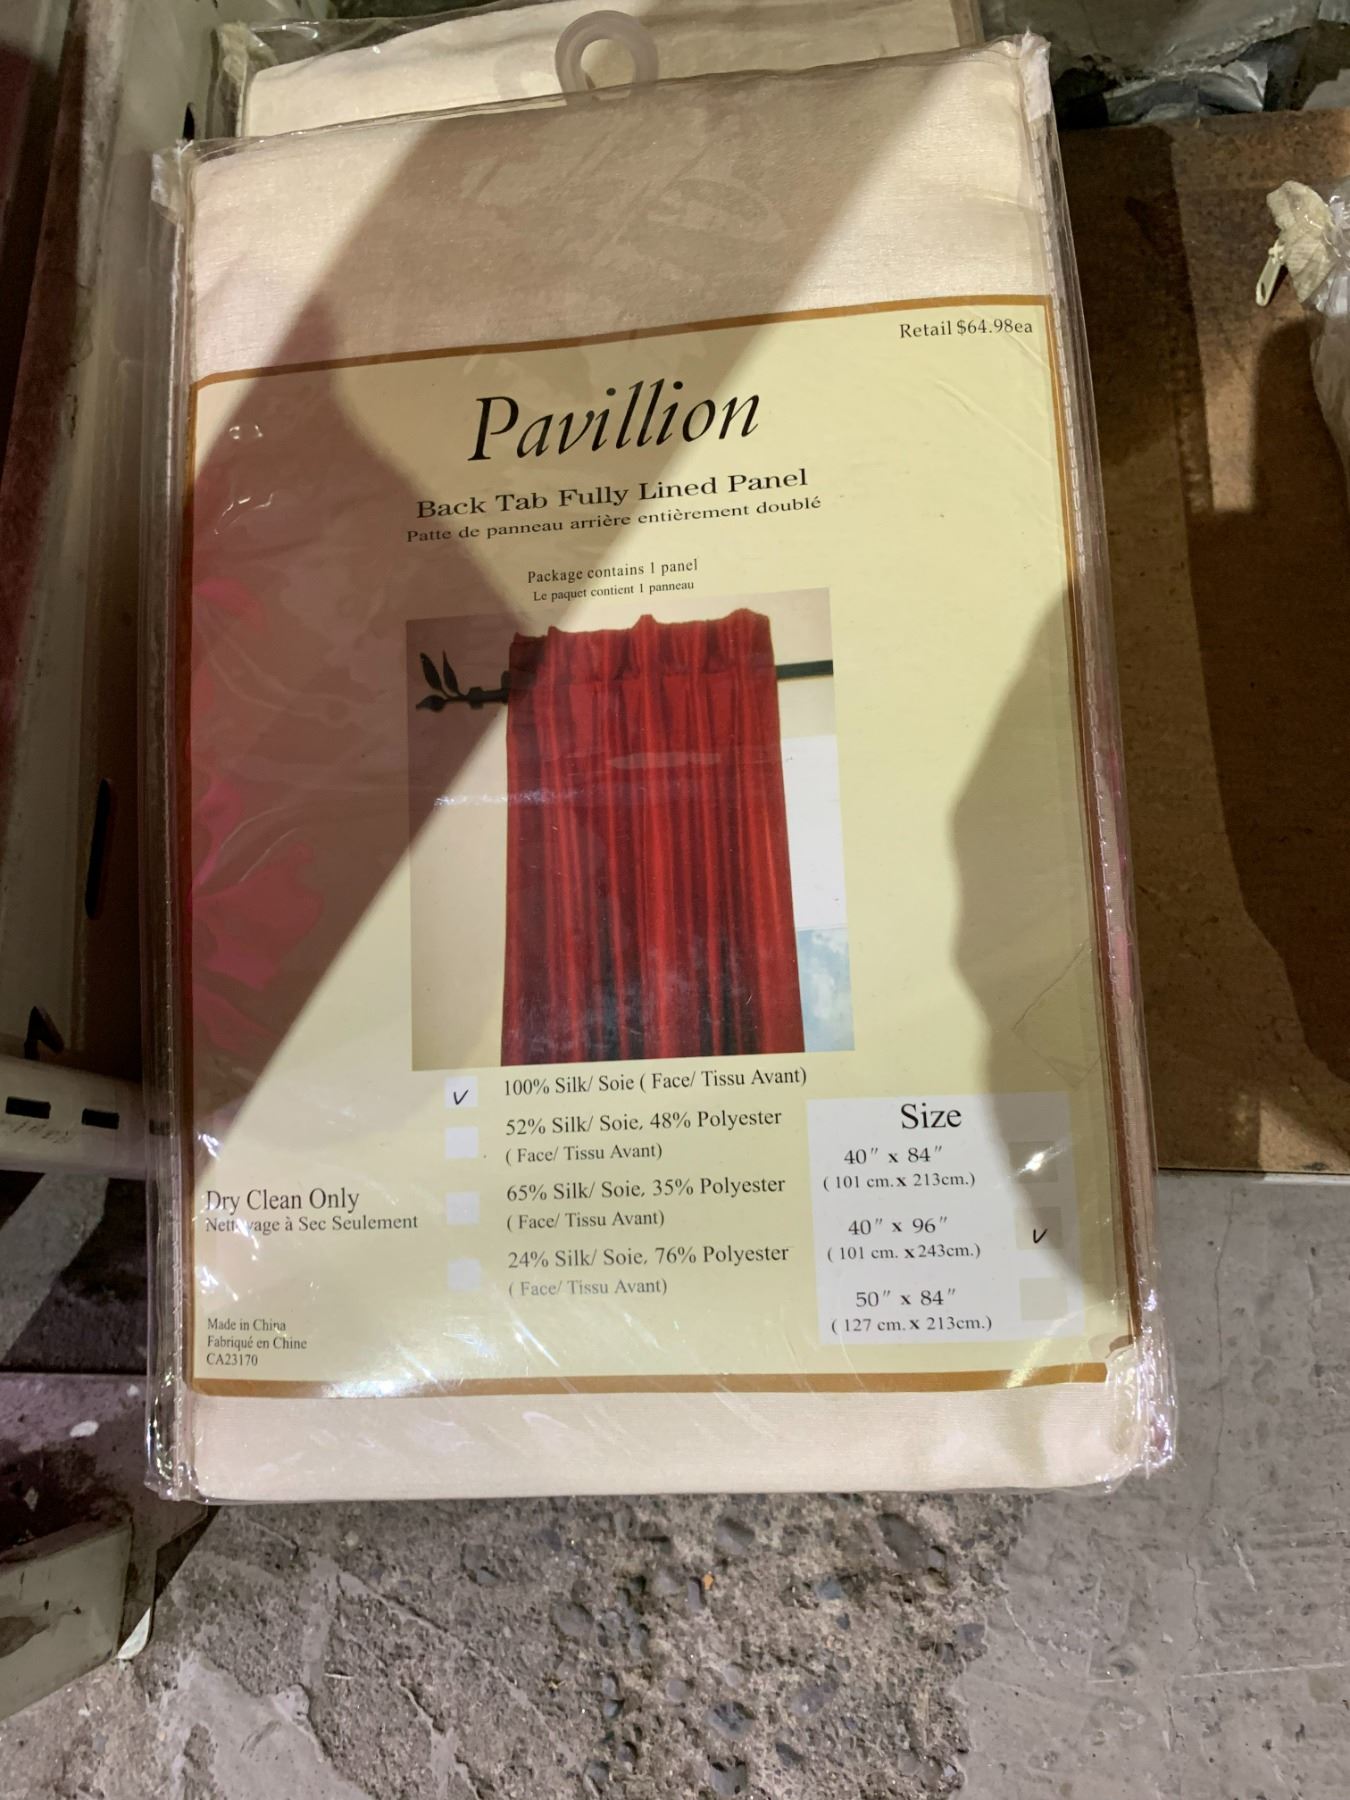 Retail $64.98ea
Pavillion
Back Tab Fully Lined Panel
Patte de panneau arrière entièrement doublé
Package contains 1 panel
Le paquet contient 1 panneau
100% Silk/ Soie ( Face/ Tissu Avant)
52% Silk/ Soie, 48% Polyester
( Face/ Tissu Avant)
65% Silk/ Soie, 35% Polyester
( Face/ Tissu Avant)
24% Silk/ Soie, 76% Polyester
( Face/ Tissu Avant)
Dry Clean Only
Nettoyage à Sec Seulement
Made in China
Fabriqué en Chine
CA23170
Size
40" x 84"
( 101 cm. x 213cm.)
40" x 96"
( 101 cm. x 243cm.)
50" x 84"
( 127 cm. x 213cm.)